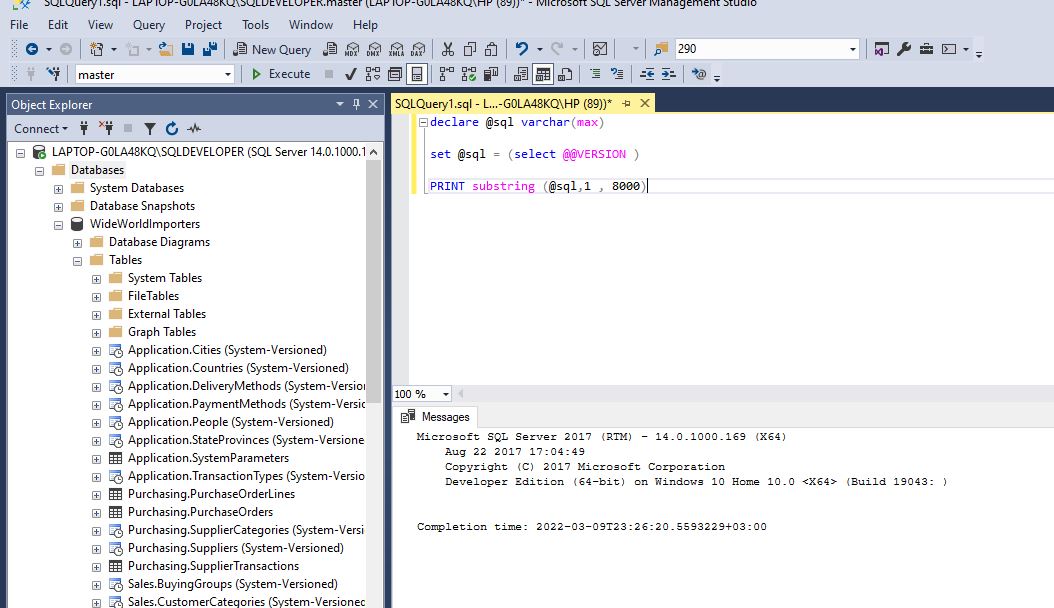 SQLQuery1.sql - LAPTOP-G0LA48KQ\SQLDEVELOPER.master (LAPTOP-G0LA48KQ\HP (89))* - Microsoft SQL Server Management Studio
File Edit View Query Project Tools Window Help
New Query MDX DMX XMLA DAX 290
master Execute
Object Explorer
Connect
LAPTOP-G0LA48KQ\SQLDEVELOPER (SQL Server 14.0.1000.1
Databases
System Databases
Database Snapshots
WideWorldImporters
Database Diagrams
Tables
System Tables
FileTables
External Tables
Graph Tables
Application.Cities (System-Versioned)
Application.Countries (System-Versioned)
Application.DeliveryMethods (System-Versio
Application.PaymentMethods (System-Versic
Application.People (System-Versioned)
Application.StateProvinces (System-Versione
Application.SystemParameters
Application.TransactionTypes (System-Versio
Purchasing.PurchaseOrderLines
Purchasing.PurchaseOrders
Purchasing.SupplierCategories (System-Versi
Purchasing.Suppliers (System-Versioned)
Purchasing.SupplierTransactions
Sales.BuyingGroups (System-Versioned)
Sales.CustomerCategories (System-Versioned
SQLQuery1.sql - L...-G0LA48KQ\HP (89))*
declare @sql varchar(max)
set @sql = (select @@VERSION )
PRINT substring (@sql,1 , 8000)
100 %
Messages
Microsoft SQL Server 2017 (RTM) - 14.0.1000.169 (X64)
Aug 22 2017 17:04:49
Copyright (C) 2017 Microsoft Corporation
Developer Edition (64-bit) on Windows 10 Home 10.0 <X64> (Build 19043: )
Completion time: 2022-03-09T23:26:20.5593229+03:00